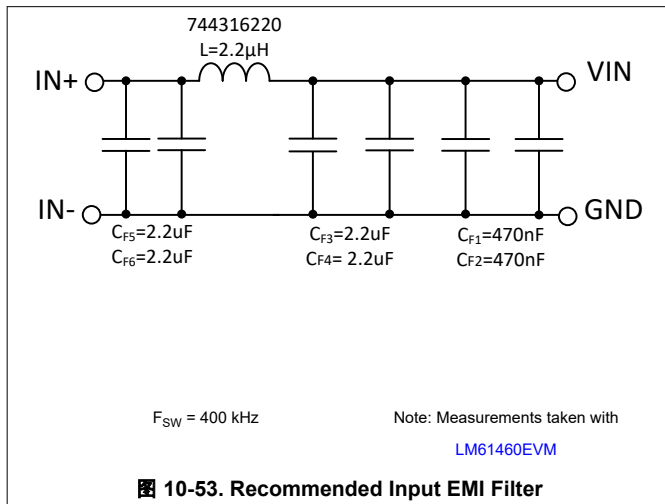 744316220
L=2.2μH
IN+
VIN
IN-
GND
CF5=2.2uF
CF6=2.2uF
CF3=2.2uF
CF4= 2.2uF
CF1=470nF
CF2=470nF
FSW = 400 kHz
Note: Measurements taken with
LM61460EVM
图 10-53. Recommended Input EMI Filter